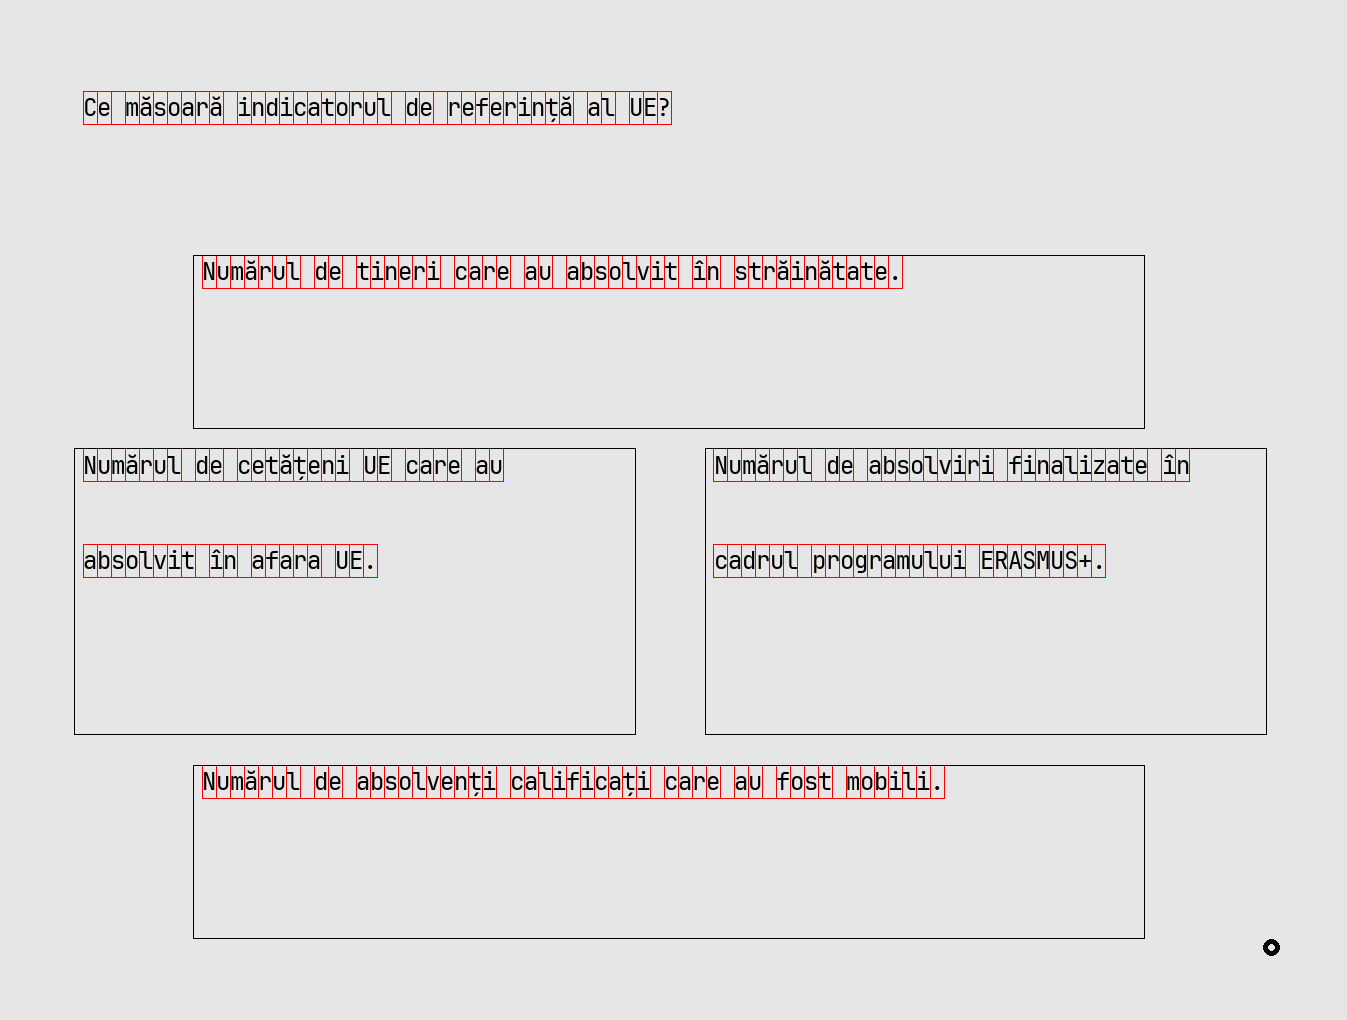 Ce măsoară indicatorul de referință al UE?
Numărul de tineri care au absolvit în străinătate.
Numărul de cetățeni UE care au
absolvit în afara UE.
Numărul de absolviri finalizate în
cadrul programului ERASMUS+.
Numărul de absolvenți calificați care au fost mobili.